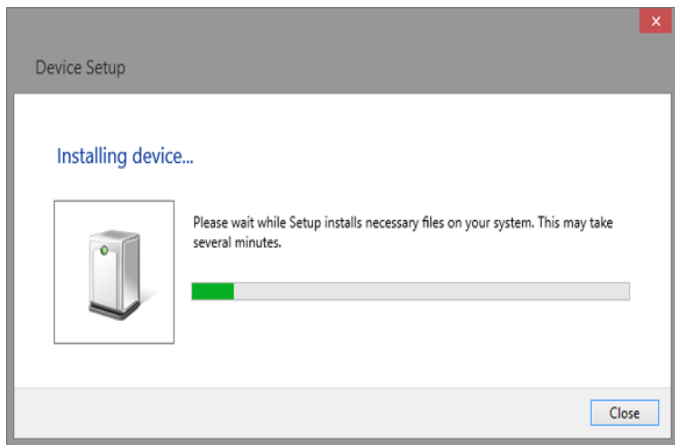 Device Setup
Installing device...
Please wait while Setup installs necessary files on your system. This may take
several minutes.
Close